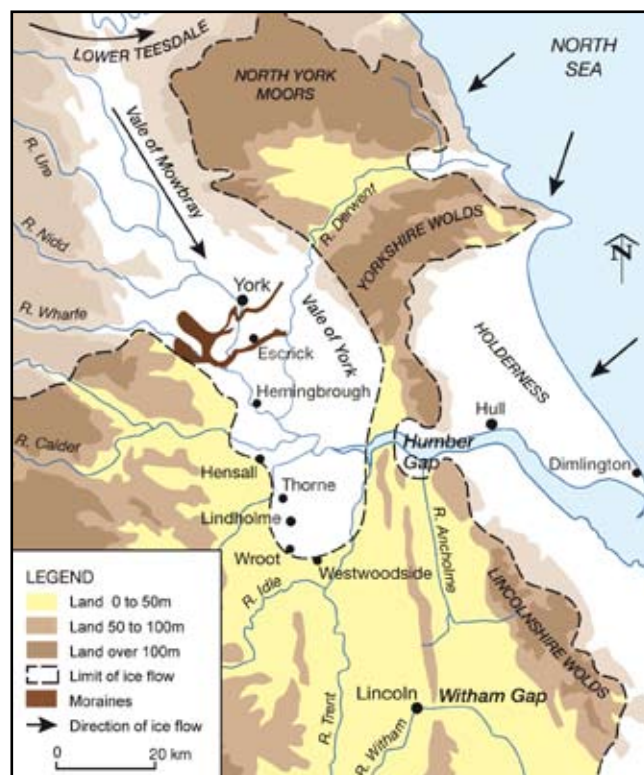 LOWER TEESDALE
NORTH
SEA
NORTH YORK
MOORS
Vale of Mowbray
R. Ure
R. Nidd
R. Derwent
YORKSHIRE WOLDS
N
York
R. Wharfe
Vale of York
Escrick
HOLDERNESS
Hemingbrough
Hull
R. Calder
Humber
Gap
Hensall
Dimlington
Thorne
Lindholme
R. Ancholme
Wroot
Westwoodside
LINCOLNSHIRE WOLDS
R. Idle
LEGEND
Land 0 to 50m
Land 50 to 100m
Land over 100m
Limit of ice flow
Moraines
Direction of ice flow
0 20 km
Lincoln
Witham Gap
R. Trent
R. Witham